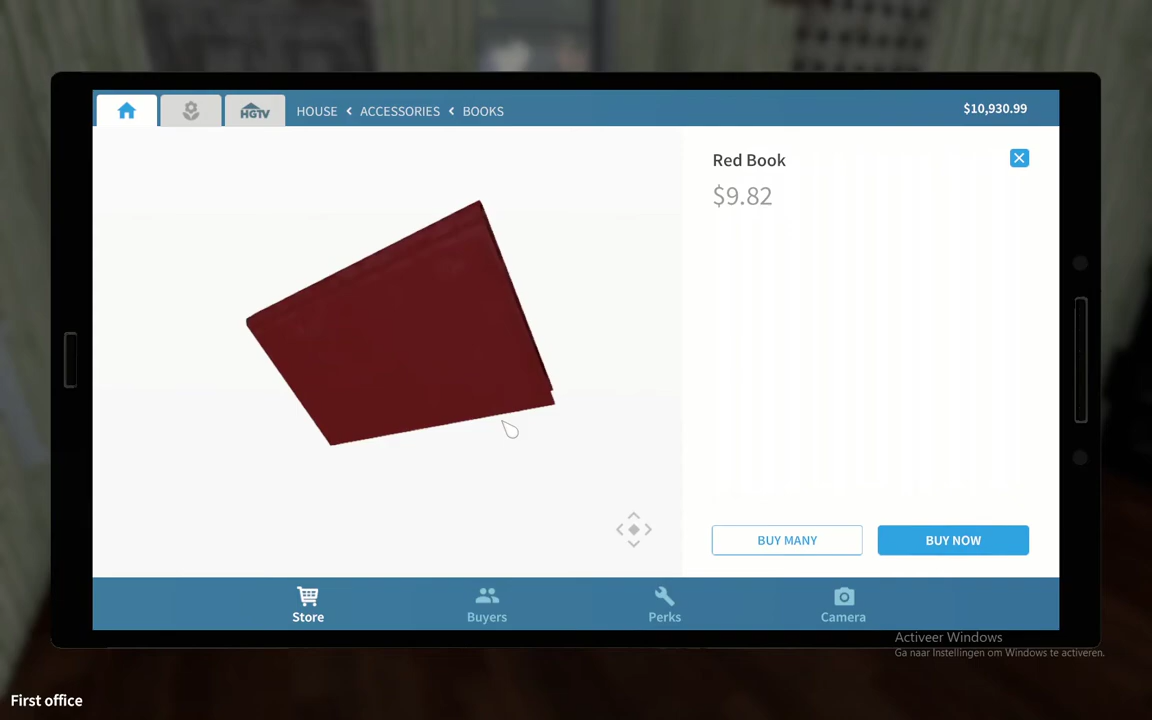 HGTV
HOUSE < ACCESSORIES < BOOKS
$10,930.99
Red Book
$9.82
BUY MANY
BUY NOW
Store
Buyers
Perks
Camera
Activeer Windows
Ga naar Instellingen om Windows te activeren.
First office